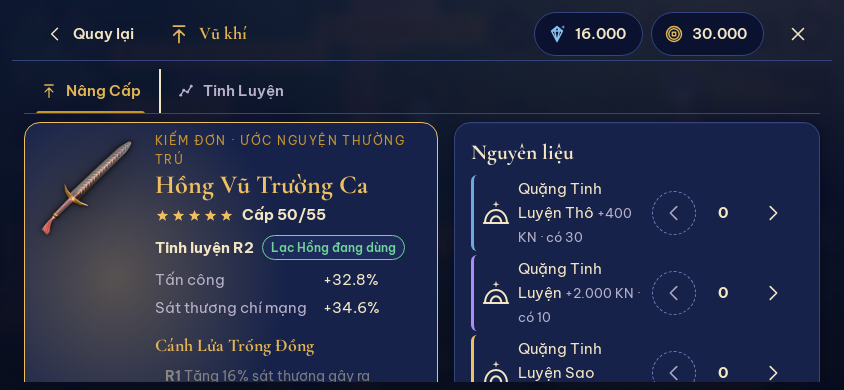 Quay lại
Vũ khí
16.000
30.000
Nâng Cấp
Tinh Luyện
KIẾM ĐƠN · ƯỚC NGUYỆN THƯỜNG
TRÚ
Hồng Vũ Trường Ca
★★★★★ Cấp 50/55
Tinh luyện R2 Lạc Hồng đang dùng
Tấn công +32.8%
Sát thương chí mạng +34.6%
Cánh Lửa Trống Đồng
R1 Tăng 16% sát thương gây ra
Nguyên liệu
Quặng Tinh
Luyện Thô +400
KN · có 30
0
Quặng Tinh
Luyện +2.000 KN ·
có 10
0
Quặng Tinh
Luyện Sao
0